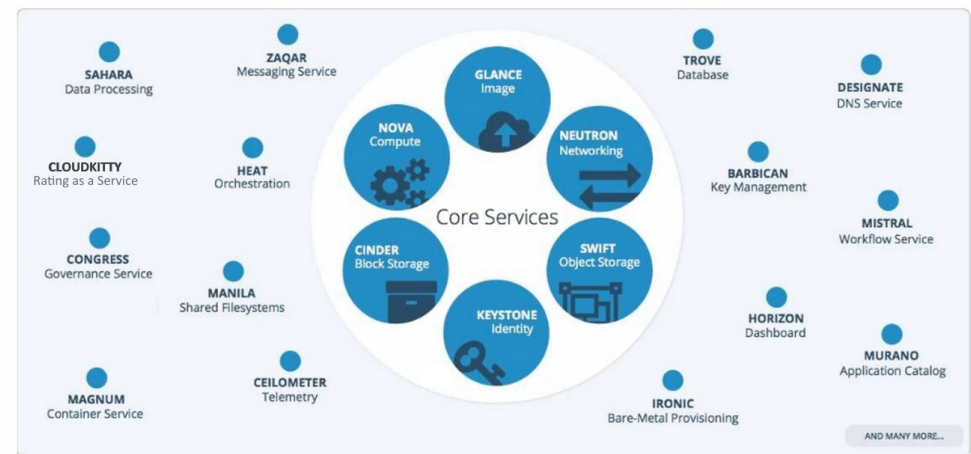 SAHARA
Data Processing
ZAQAR
Messaging Service
CLOUDKITTY
Rating as a Service
HEAT
Orchestration
CONGRESS
Governance Service
MANILA
Shared Filesystems
MAGNUM
Container Service
CEILOMETER
Telemetry
GLANCE
Image
NOVA
Compute
NEUTRON
Networking
Core Services
CINDER
Block Storage
SWIFT
Object Storage
KEYSTONE
Identity
TROVE
Database
DESIGNATE
DNS Service
BARBICAN
Key Management
MISTRAL
Workflow Service
HORIZON
Dashboard
MURANO
Application Catalog
IRONIC
Bare-Metal Provisioning
AND MANY MORE...